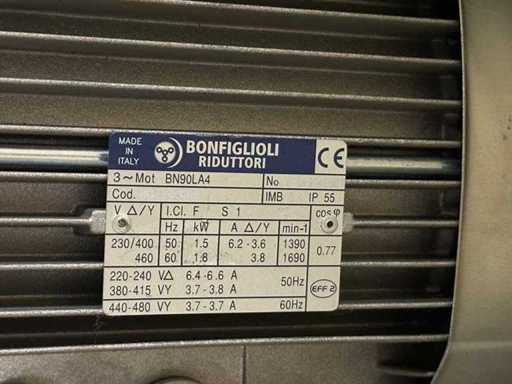 MADE IN ITALY BONFIGLIOLI RIDUTTORI CE
3~Mot BN90LA4 No
Cod. IMB IP 55
V Δ/Y I.Cl. F S 1 cos φ
Hz kW A Δ/Y min-1
230/400 50 1.5 6.2-3.6 1390 0.77
460 60 1.8 3.8 1690
220-240 VΔ 6.4-6.6 A 50Hz
380-415 VY 3.7-3.8 A EFF 2
440-480 VY 3.7-3.7 A 60Hz